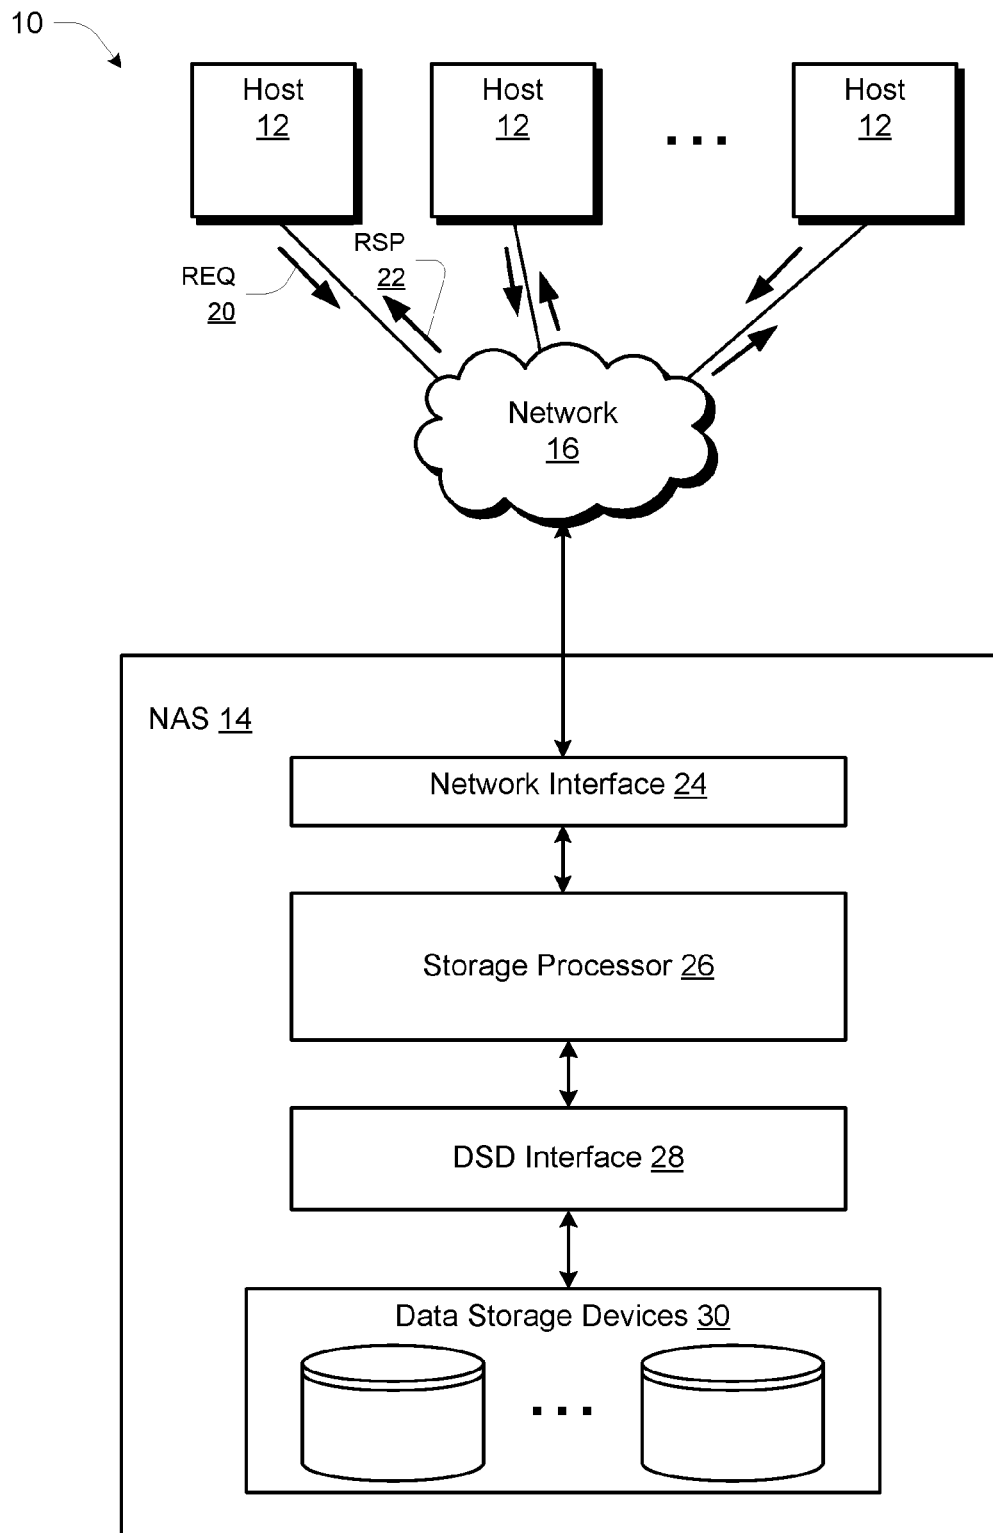 10
Host
12
Host
12
Host
12
REQ
20
RSP
22
Network
16
NAS 14
Network Interface 24
Storage Processor 26
DSD Interface 28
Data Storage Devices 30